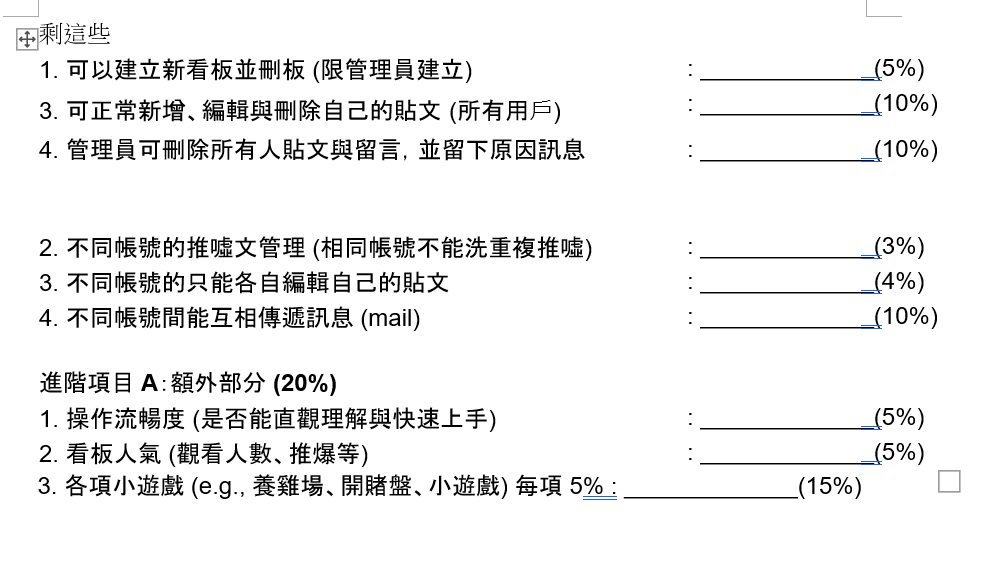 剩這些
1. 可以建立新看板並刪板 (限管理員建立) : ______________(5%)
3. 可正常新增、編輯與刪除自己的貼文 (所有用戶) : ______________(10%)
4. 管理員可刪除所有人貼文與留言，並留下原因訊息 : ______________(10%)
2. 不同帳號的推噓文管理 (相同帳號不能洗重複推噓) : ______________(3%)
3. 不同帳號的只能各自編輯自己的貼文 : ______________(4%)
4. 不同帳號間能互相傳遞訊息 (mail) : ______________(10%)
進階項目 A：額外部分 (20%)
1. 操作流暢度 (是否能直觀理解與快速上手) : ______________(5%)
2. 看板人氣 (觀看人數、推爆等) : ______________(5%)
3. 各項小遊戲 (e.g., 養雞場、開賭盤、小遊戲) 每項 5% : ______________(15%)